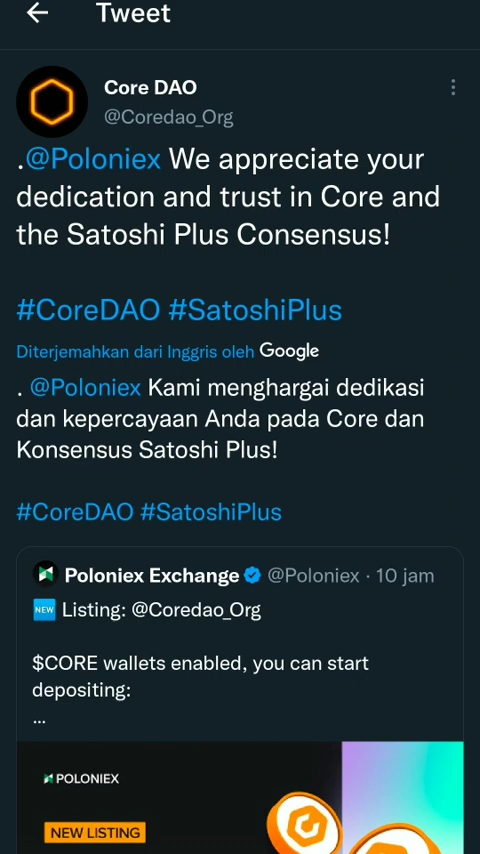 Tweet
Core DAO
@Coredao_Org
.@Poloniex We appreciate your
dedication and trust in Core and
the Satoshi Plus Consensus!
#CoreDAO #SatoshiPlus
Diterjemahkan dari Inggris oleh Google
. @Poloniex Kami menghargai dedikasi
dan kepercayaan Anda pada Core dan
Konsensus Satoshi Plus!
#CoreDAO #SatoshiPlus
Poloniex Exchange @Poloniex · 10 jam
NEW Listing: @Coredao_Org
$CORE wallets enabled, you can start
depositing:
...
POLONIEX
NEW LISTING